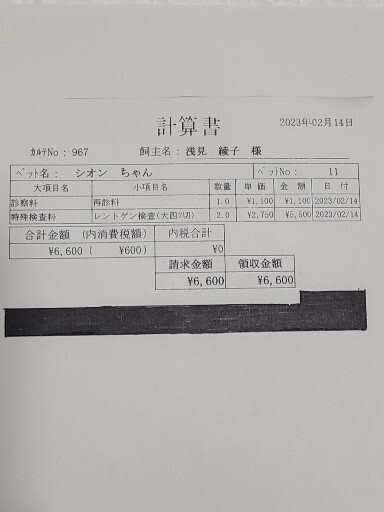 計算書
2023年02月14日
ｶﾙﾃNo : 967
飼主名 : 浅見 綾子 様
ペット名 : シオン ちゃん ペットNo : 11
大項目名 小項目名 数量 単価 金額 日付
診察料 再診料 1.0 ¥1,100 ¥1,100 2023/02/14
特殊検査料 レントゲン検査(大四ﾂ切) 2.0 ¥2,750 ¥5,500 2023/02/14
合計金額 (内消費税額) 内税合計
¥6,600 ( ¥600) ¥0
請求金額 領収金額
¥6,600 ¥6,600